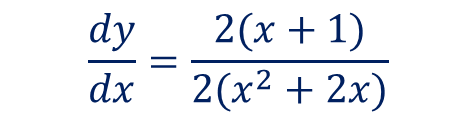 dy/dx = 2(x + 1)/2(x² + 2x)